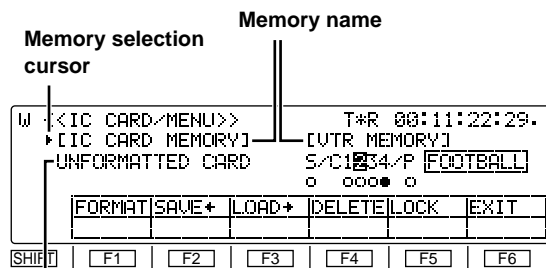 Memory name
Memory selection
cursor
W <<IC CARD/MENU>> T*R 00:11:22:29.
[IC CARD MEMORY] [VTR MEMORY]
UNFORMATTED CARD S/C1234/P FOOTBALL
FORMAT SAVE+ LOAD+ DELETE LOCK EXIT
SHIFT F1 F2 F3 F4 F5 F6